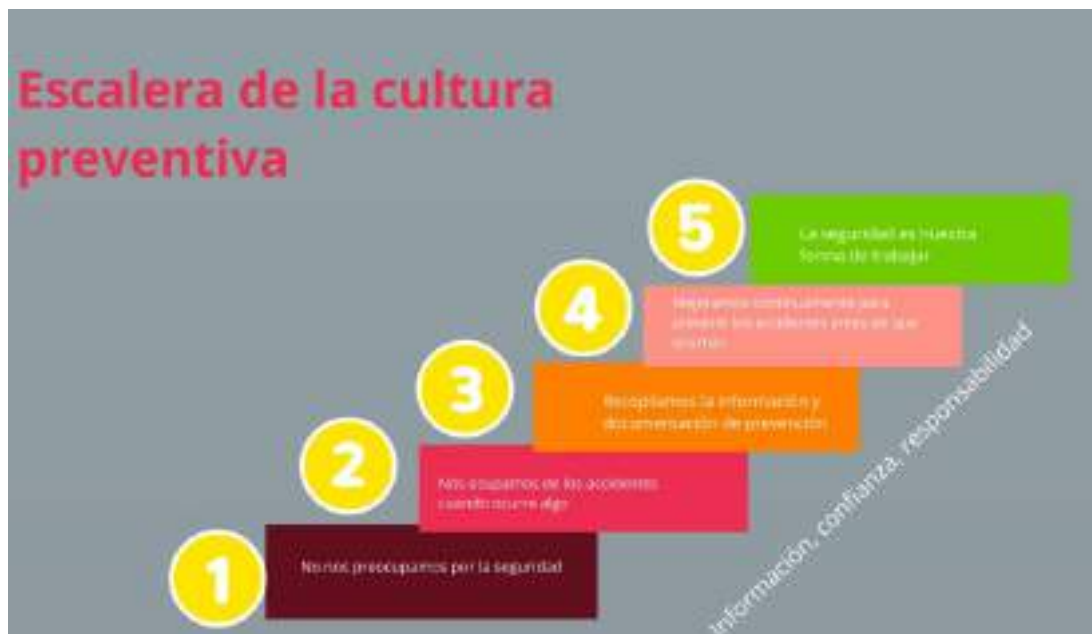 Escalera de la cultura
preventiva
5
La seguridad es nuestra
forma de trabajar
4
Mejoramos continuamente para
prevenir los accidentes antes de que
ocurran
3
Recopilamos la información y
documentación de prevención
2
Nos ocupamos de los accidentes
cuando ocurre algo
1
No nos preocupamos por la seguridad
Información, confianza, responsabilidad